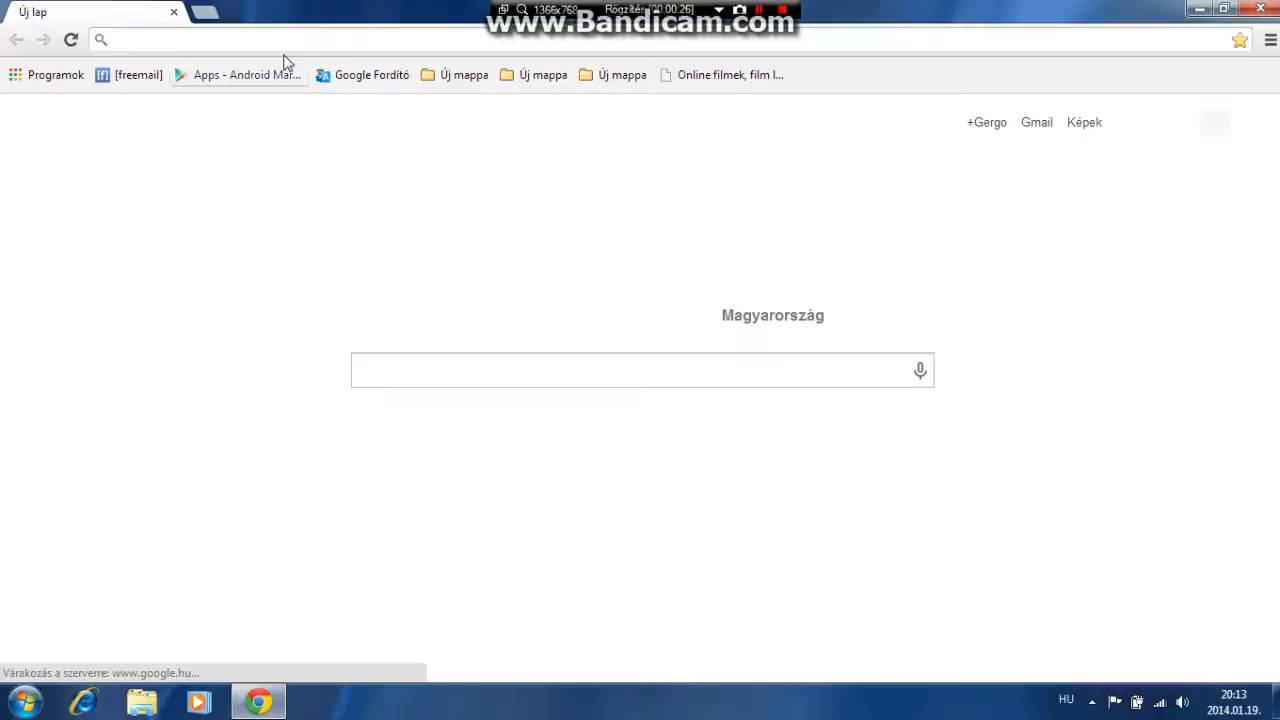 Új lap
1366x768 Rögzítés [00:00:26]
www.Bandicam.com
Programok [freemail] Apps - Android Mar... Google Fordító Új mappa Új mappa Új mappa Online filmek, film l...
+Gergo Gmail Képek
Magyarország
Várakozás a szerverre: www.google.hu...
HU
20:13
2014.01.19.